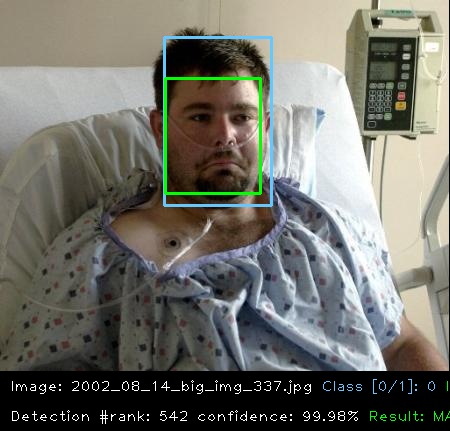 Image: 2002_08_14_big_img_337.jpg Class [0/1]: 0
Detection #rank: 542 confidence: 99.98% Result: